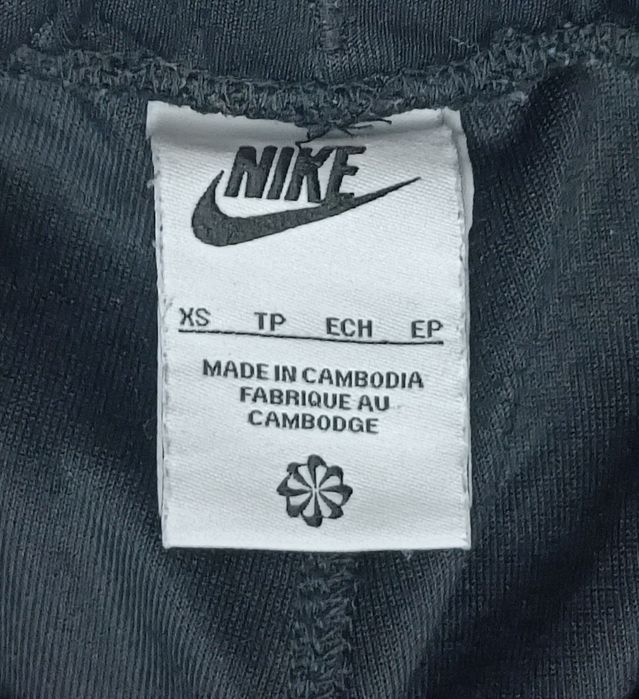 NIKE
XS TP ECH EP
MADE IN CAMBODIA
FABRIQUE AU
CAMBODGE